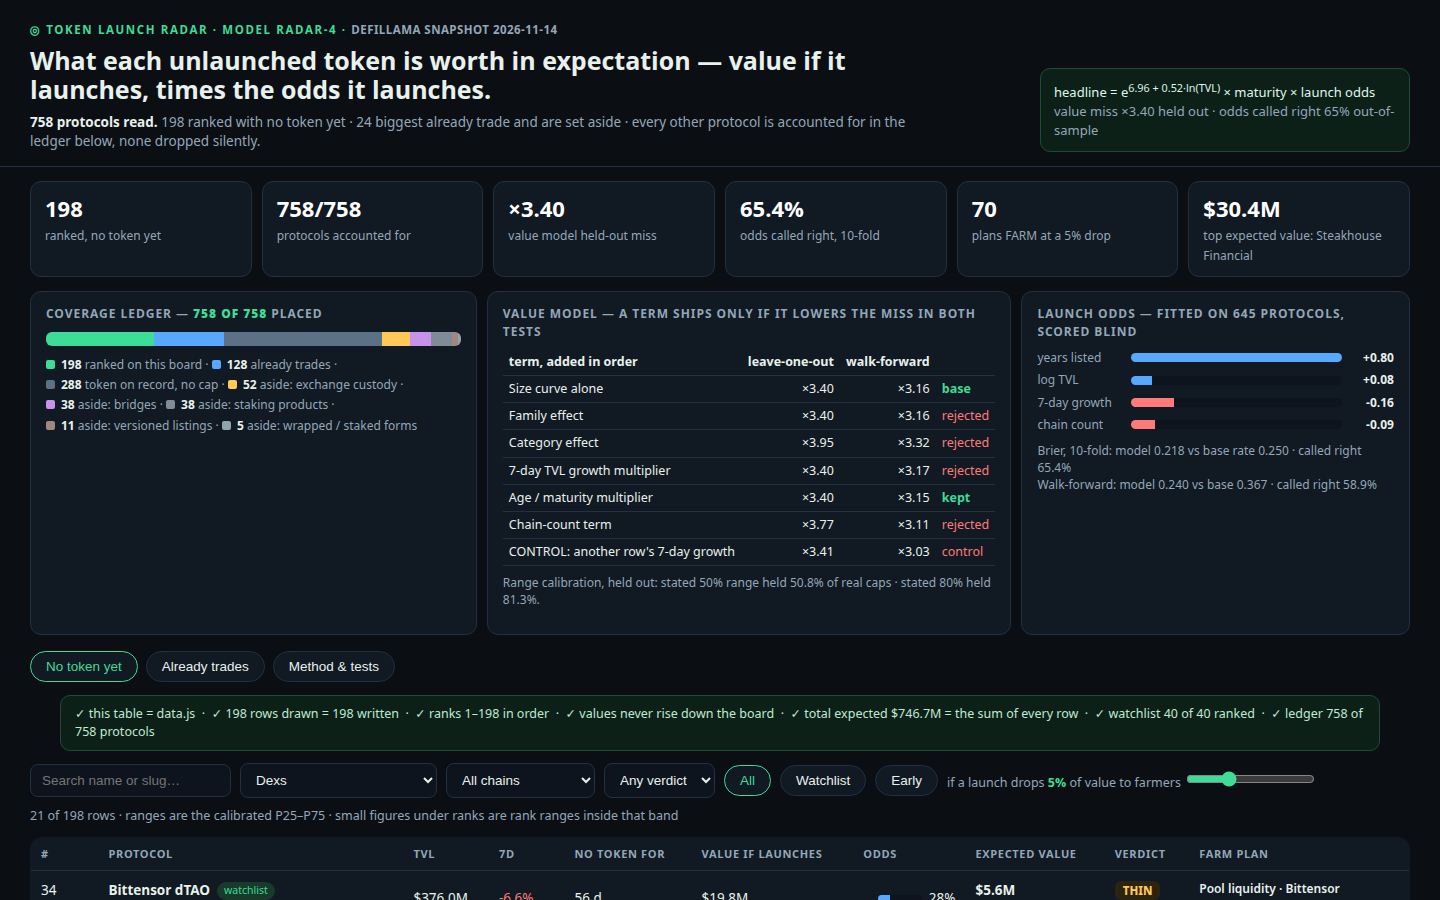 ◎ TOKEN LAUNCH RADAR · MODEL RADAR-4 · DEFILLAMA SNAPSHOT 2026-11-14
What each unlaunched token is worth in expectation — value if it
launches, times the odds it launches.
758 protocols read. 198 ranked with no token yet · 24 biggest already trade and are set aside · every other protocol is accounted for in the
ledger below, none dropped silently.
headline = e^6.96 + 0.52·ln(TVL) × maturity × launch odds
value miss ×3.40 held out · odds called right 65% out-of-
sample
198
ranked, no token yet
758/758
protocols accounted for
×3.40
value model held-out miss
65.4%
odds called right, 10-fold
70
plans FARM at a 5% drop
$30.4M
top expected value: Steakhouse
Financial
COVERAGE LEDGER — 758 OF 758 PLACED
198 ranked on this board · 128 already trades ·
288 token on record, no cap · 52 aside: exchange custody ·
38 aside: bridges · 38 aside: staking products ·
11 aside: versioned listings · 5 aside: wrapped / staked forms
VALUE MODEL — A TERM SHIPS ONLY IF IT LOWERS THE MISS IN BOTH
TESTS
term, added in order leave-one-out walk-forward
Size curve alone ×3.40 ×3.16 base
Family effect ×3.40 ×3.16 rejected
Category effect ×3.95 ×3.32 rejected
7-day TVL growth multiplier ×3.40 ×3.17 rejected
Age / maturity multiplier ×3.40 ×3.15 kept
Chain-count term ×3.77 ×3.11 rejected
CONTROL: another row's 7-day growth ×3.41 ×3.03 control
Range calibration, held out: stated 50% range held 50.8% of real caps · stated 80% held
81.3%.
LAUNCH ODDS — FITTED ON 645 PROTOCOLS,
SCORED BLIND
years listed +0.80
log TVL +0.08
7-day growth -0.16
chain count -0.09
Brier, 10-fold: model 0.218 vs base rate 0.250 · called right
65.4%
Walk-forward: model 0.240 vs base 0.367 · called right 58.9%
No token yet Already trades Method & tests
✓ this table = data.js · ✓ 198 rows drawn = 198 written · ✓ ranks 1–198 in order · ✓ values never rise down the board · ✓ total expected $746.7M = the sum of every row · ✓ watchlist 40 of 40 ranked · ✓ ledger 758 of
758 protocols
Search name or slug… Dexs All chains Any verdict All Watchlist Early if a launch drops 5% of value to farmers
21 of 198 rows · ranges are the calibrated P25–P75 · small figures under ranks are rank ranges inside that band
# PROTOCOL TVL 7D NO TOKEN FOR VALUE IF LAUNCHES ODDS EXPECTED VALUE VERDICT FARM PLAN
34 Bittensor dTAO watchlist $376.0M -6.6% 56 d $19.8M 28% $5.6M THIN Pool liquidity · Bittensor